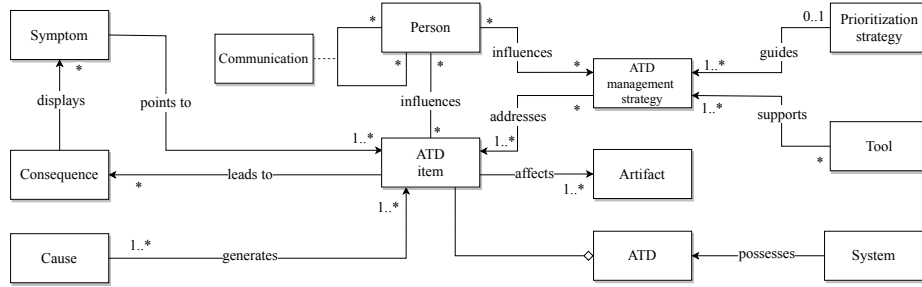 Symptom
*
displays
points to
Communication
*
Person
*
*
*
influences
influences
*
*
0..1
Prioritization
strategy
guides
1..*
ATD
management
strategy
*
1..*
supports
*
Tool
addresses
1..*
1..*
ATD
item
Consequence
*
leads to
affects
1..*
Artifact
1..*
Cause
1..*
generates
ATD
possesses
System